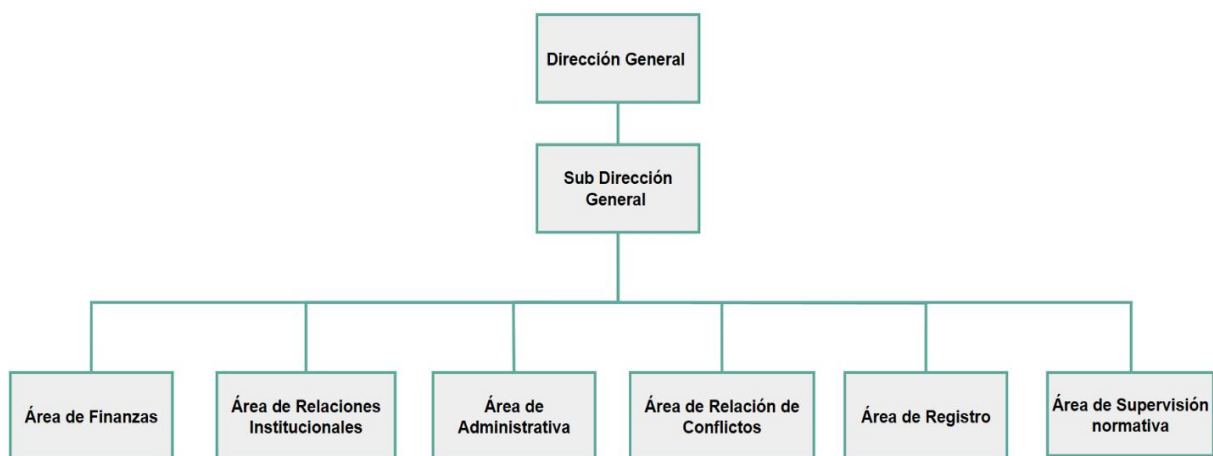 Dirección General
Sub Dirección
General
Área de Finanzas
Área de Relaciones
Institucionales
Área de
Administrativa
Área de Relación de
Conflictos
Área de Registro
Área de Supervisión
normativa